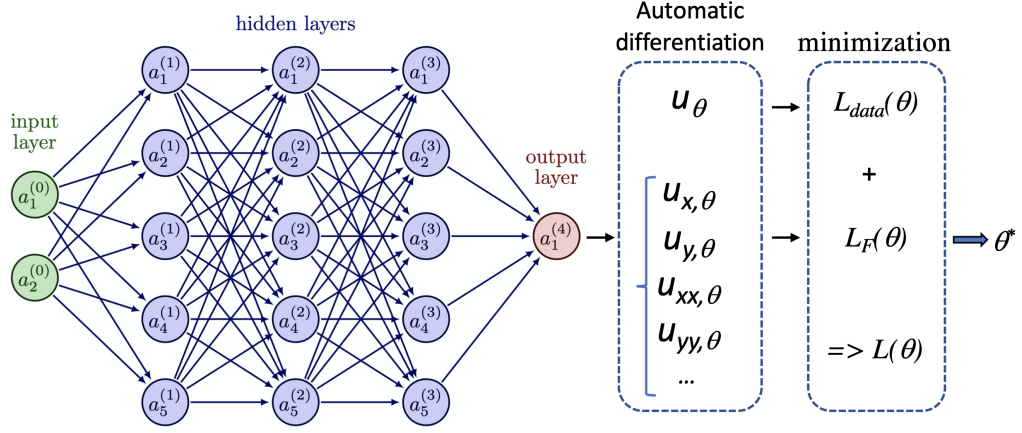 hidden layers
input
layer
a_1^{(0)}
a_2^{(0)}
a_1^{(1)}
a_2^{(1)}
a_3^{(1)}
a_4^{(1)}
a_5^{(1)}
a_1^{(2)}
a_2^{(2)}
a_3^{(2)}
a_4^{(2)}
a_5^{(2)}
a_1^{(3)}
a_2^{(3)}
a_3^{(3)}
a_4^{(3)}
a_5^{(3)}
output
layer
a_1^{(4)}
Automatic
differentiation
u_θ
u_{x,θ}
u_{y,θ}
u_{xx,θ}
u_{yy,θ}
...
minimization
L_{data}(θ)
+
L_F(θ)
=> L(θ)
θ*